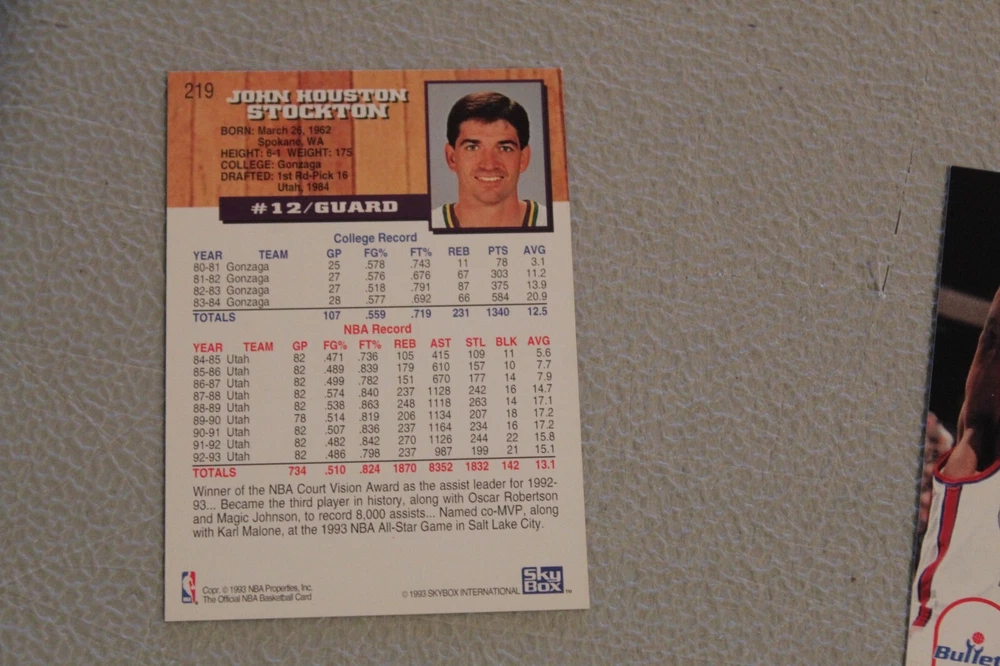 219
JOHN HOUSTON
STOCKTON
BORN: March 26, 1962
Spokane, WA
HEIGHT: 6-1 WEIGHT: 175
COLLEGE: Gonzaga
DRAFTED: 1st Rd-Pick 16
Utah, 1984
#12/GUARD
College Record
YEAR TEAM GP FG% FT% REB PTS AVG
80-81 Gonzaga 25 .578 .743 11 78 3.1
81-82 Gonzaga 27 .576 .676 67 303 11.2
82-83 Gonzaga 27 .518 .791 87 375 13.9
83-84 Gonzaga 28 .577 .692 66 584 20.9
TOTALS 107 .559 .719 231 1340 12.5
NBA Record
YEAR TEAM GP FG% FT% REB AST STL BLK AVG
84-85 Utah 82 .471 .736 105 415 109 11 5.6
85-86 Utah 82 .489 .839 179 610 157 10 7.7
86-87 Utah 82 .499 .782 151 670 177 14 7.9
87-88 Utah 82 .574 .840 237 1128 242 16 14.7
88-89 Utah 82 .538 .863 248 1118 263 14 17.1
89-90 Utah 78 .514 .819 206 1134 207 18 17.2
90-91 Utah 82 .507 .836 237 1164 234 16 17.2
91-92 Utah 82 .482 .842 270 1126 244 22 15.8
92-93 Utah 82 .486 .798 237 987 199 21 15.1
TOTALS 734 .510 .824 1870 8352 1832 142 13.1
Winner of the NBA Court Vision Award as the assist leader for 1992-
93... Became the third player in history, along with Oscar Robertson
and Magic Johnson, to record 8,000 assists... Named co-MVP, along
with Karl Malone, at the 1993 NBA All-Star Game in Salt Lake City.
Copr. © 1993 NBA Properties, Inc.
The Official NBA Basketball Card
© 1993 SKYBOX INTERNATIONAL
SkyBox™